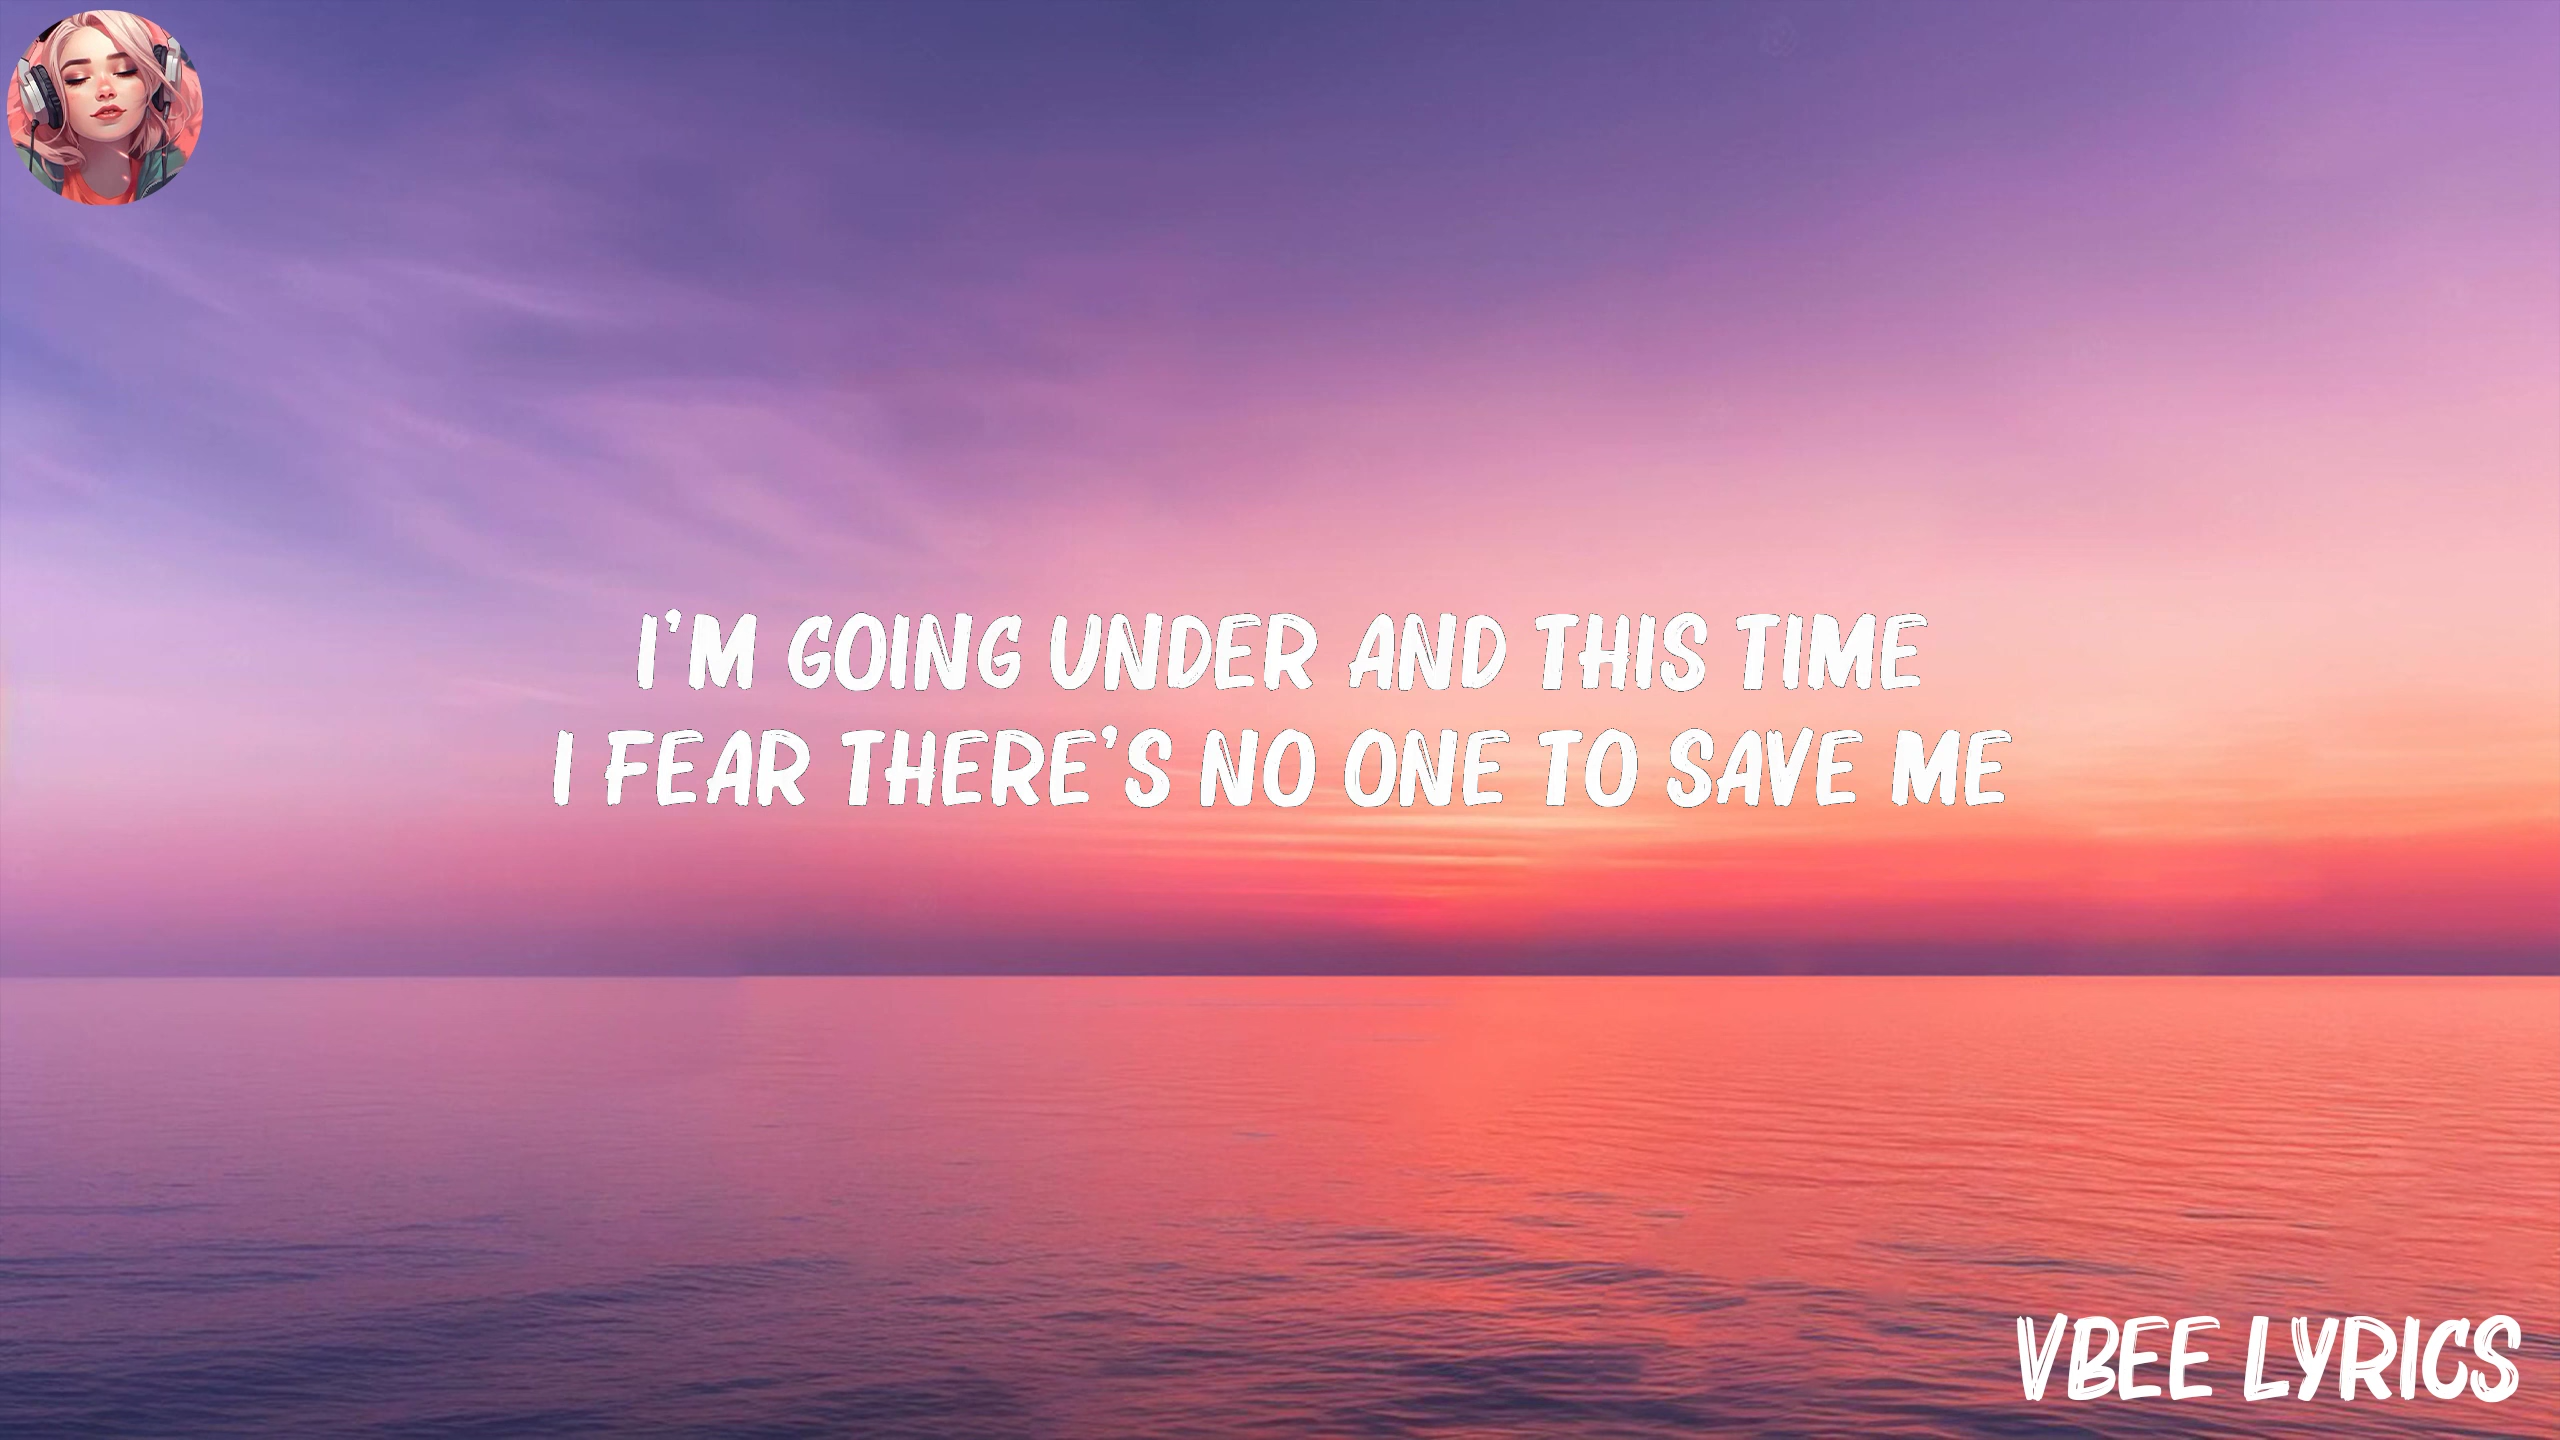 I'M GOING UNDER AND THIS TIME
I FEAR THERE'S NO ONE TO SAVE ME
VBEE LYRICS